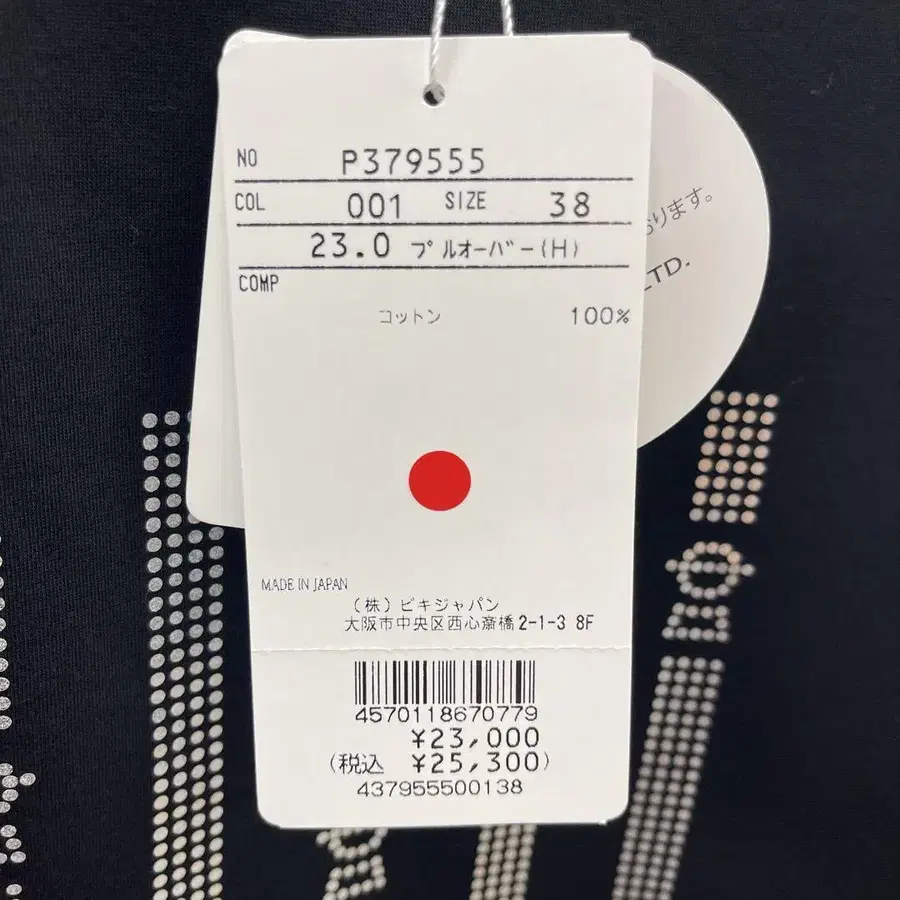 NO P379555
COL 001 SIZE 38
23.0 プルオーバー(H)
COMP
コットン 100%
MADE IN JAPAN
(株)ビキジャパン
大阪市中央区西心斎橋2-1-3 8F
4570118670779
¥23,000
(税込 ¥25,300)
437955500138
おります。
LTD.